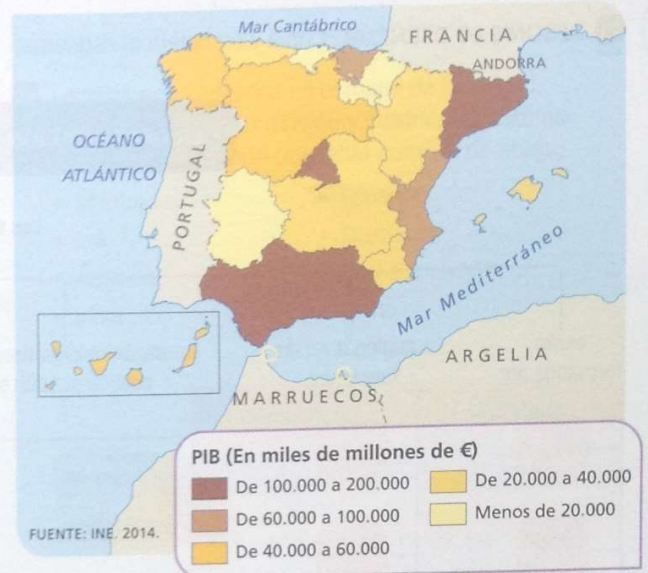 Mar Cantábrico
FRANCIA
ANDORRA
OCÉANO
ATLÁNTICO
PORTUGAL
Mar Mediterráneo
ARGELIA
MARRUECOS
PIB (En miles de millones de €)
De 100.000 a 200.000
De 60.000 a 100.000
De 40.000 a 60.000
De 20.000 a 40.000
Menos de 20.000
FUENTE: INE. 2014.